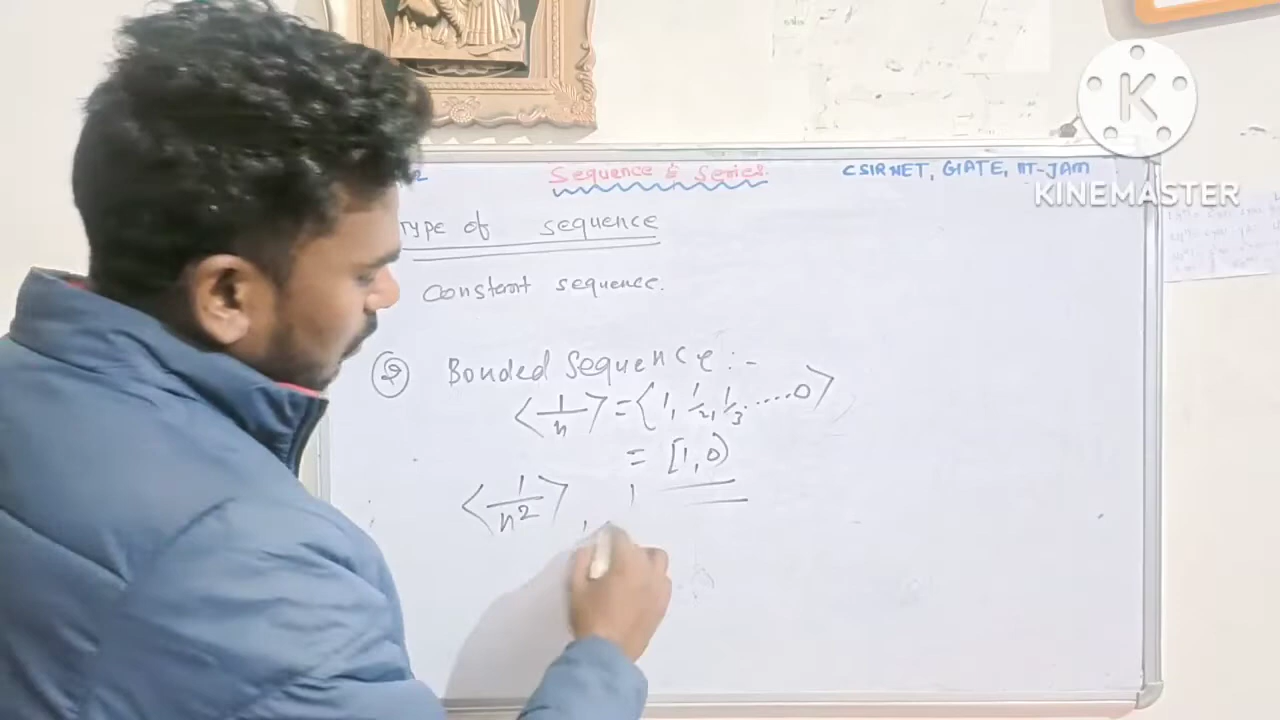 Sequence & Series. CSIR NET, GATE, IIT-JAM
K
KINEMASTER
Type of sequence
Constant sequence.
② Bonded Sequence :-
<1/n> = <1, 1/2, 1/3 ..... 0>
= [1, 0)
<1/n²> ,